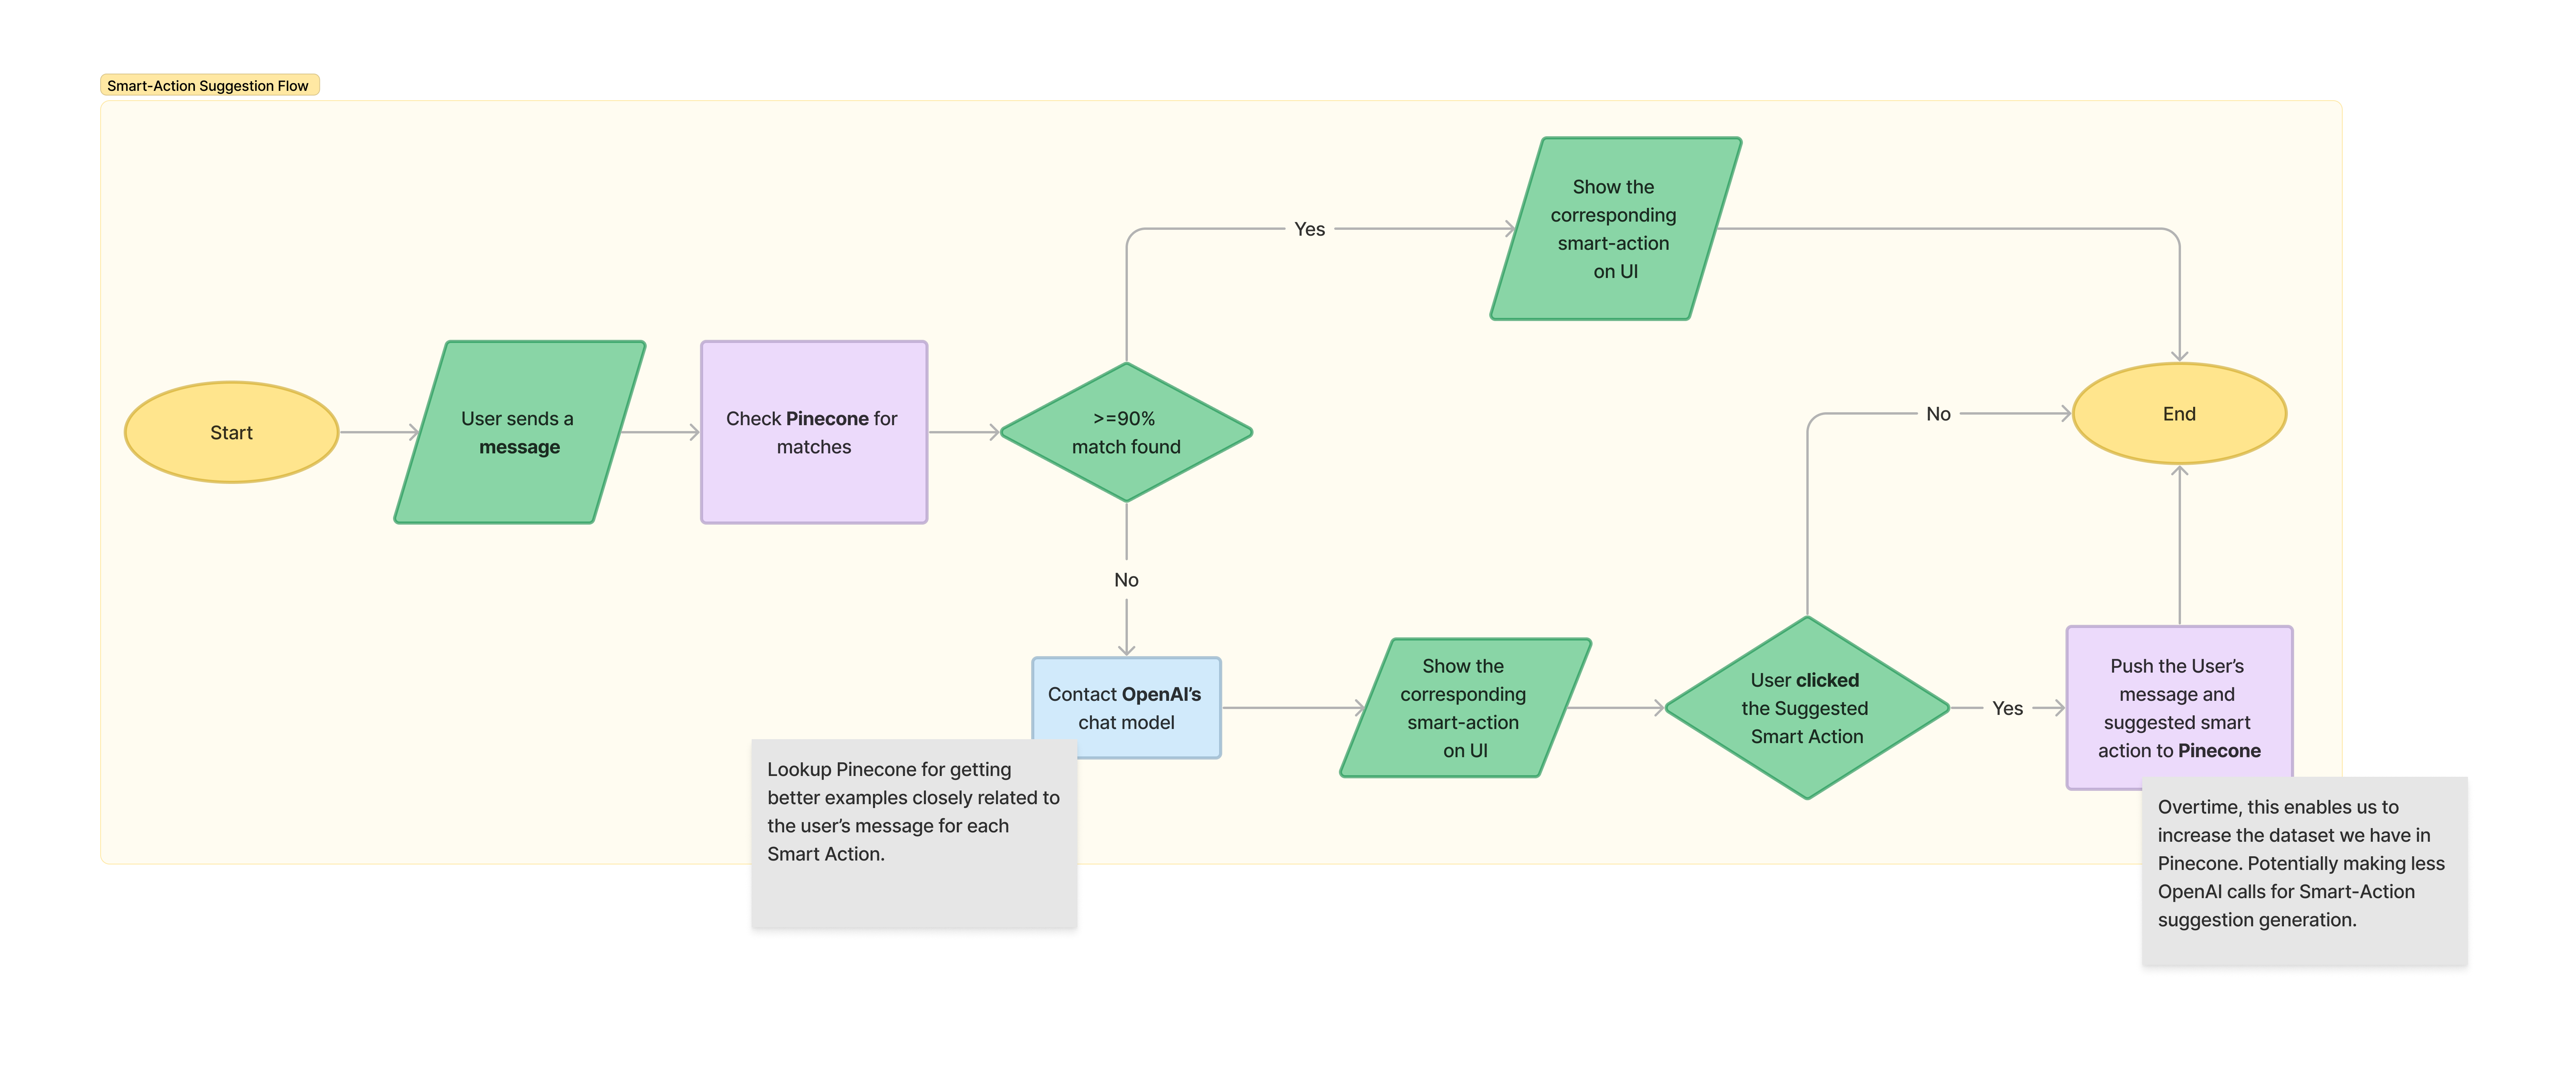 Smart-Action Suggestion Flow
Start
User sends a
message
Check Pinecone for
matches
>=90%
match found
Yes
Show the
corresponding
smart-action
on UI
No
Contact OpenAI’s
chat model
Lookup Pinecone for getting
better examples closely related to
the user’s message for each
Smart Action.
Show the
corresponding
smart-action
on UI
User clicked
the Suggested
Smart Action
No
End
Yes
Push the User’s
message and
suggested smart
action to Pinecone
Overtime, this enables us to
increase the dataset we have in
Pinecone. Potentially making less
OpenAI calls for Smart-Action
suggestion generation.